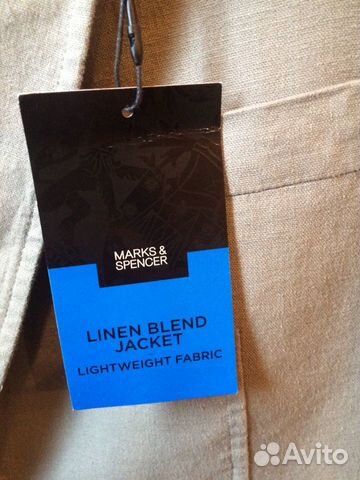 MARKS &
SPENCER
LINEN BLEND
JACKET
LIGHTWEIGHT FABRIC
Avito